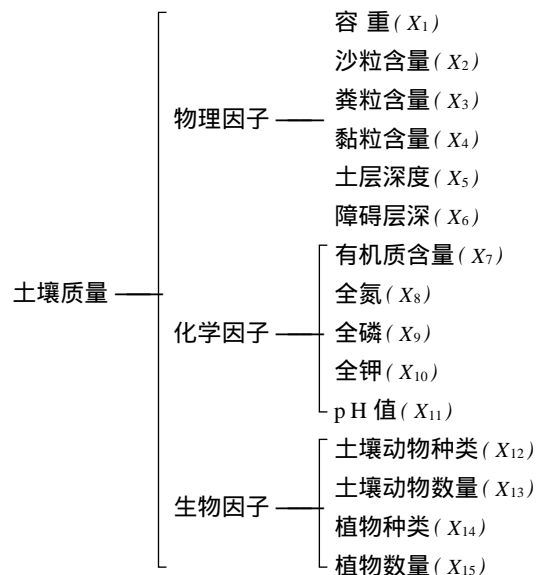 容 重(X1)
沙粒含量(X2)
粪粒含量(X3)
物理因子
黏粒含量(X4)
土层深度(X5)
障碍层深(X6)
有机质含量(X7)
土壤质量
全氮(X8)
化学因子
全磷(X9)
全钾(X10)
pH值(X11)
土壤动物种类(X12)
土壤动物数量(X13)
生物因子
植物种类(X14)
植物数量(X15)